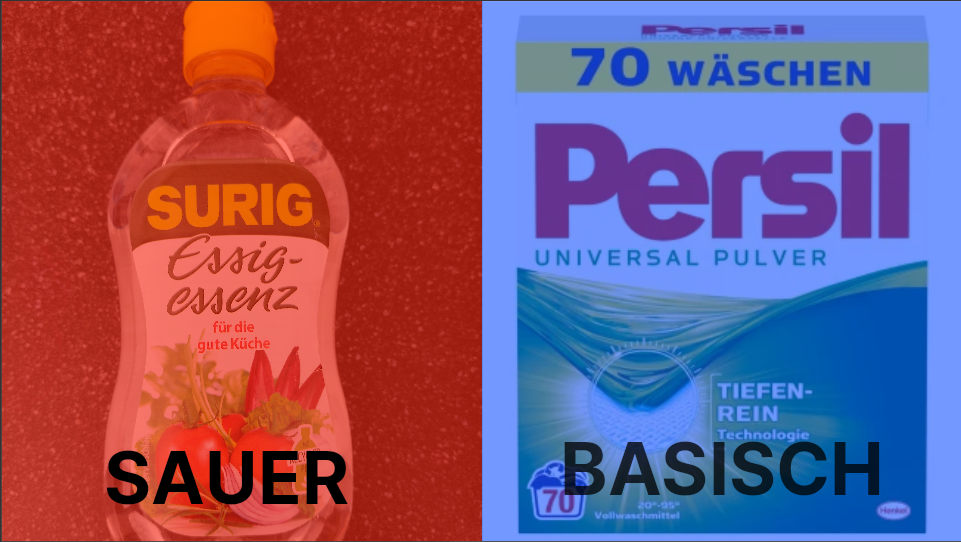 SURIG
Essig-
essenz
für die
gute Küche
SAUER
Persil
70 WÄSCHEN
Persil
UNIVERSAL PULVER
TIEFEN-
REIN
Technologie
BASISCH
70
20°-95°
Vollwaschmittel
Henkel